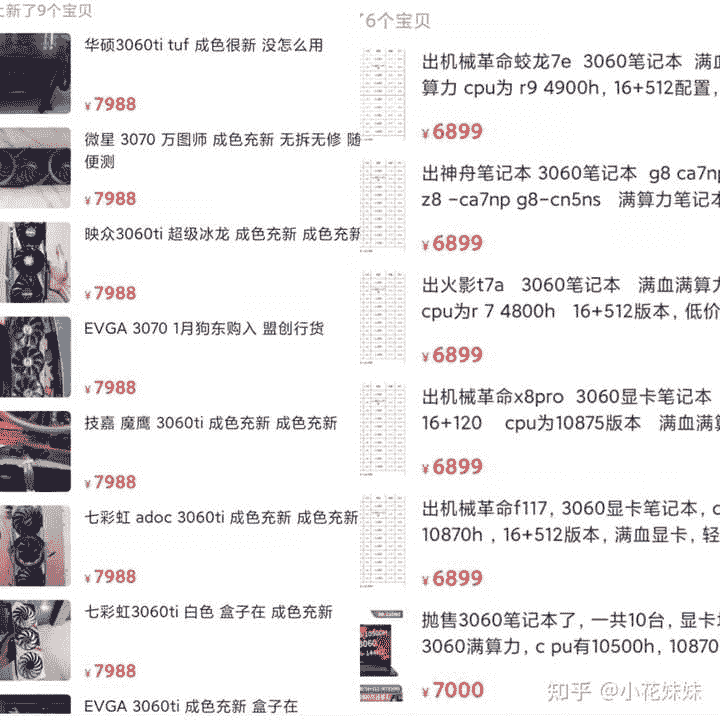 上新了9个宝贝
华硕3060ti tuf 成色很新 没怎么用
¥7988
微星 3070 万图师 成色充新 无拆无修 随
便测
¥7988
映众3060ti 超级冰龙 成色充新 成色充新
¥7988
EVGA 3070 1月狗东购入 盟创行货
¥7988
技嘉 魔鹰 3060ti 成色充新 成色充新
¥7988
七彩虹 adoc 3060ti 成色充新 成色充新
¥7988
七彩虹3060ti 白色 盒子在 成色充新
¥7988
EVGA 3060ti 成色充新 盒子在
6个宝贝
出机械革命蛟龙7e 3060笔记本 满血
算力 cpu为 r9 4900h, 16+512配置,
¥6899
出神舟笔记本 3060笔记本 g8 ca7np
z8 -ca7np g8-cn5ns 满算力笔记本
¥6899
出火影t7a 3060笔记本 满血满算力
cpu为r 7 4800h 16+512版本, 低价
¥6899
出机械革命x8pro 3060显卡笔记本
16+120 cpu为10875版本 满血满算
¥6899
出机械革命f117, 3060显卡笔记本, c
10870h , 16+512版本, 满血显卡, 轻
¥6899
抛售3060笔记本了, 一共10台, 显卡
3060满算力, c pu有10500h, 10870
¥7000
知乎 @小花妹妹